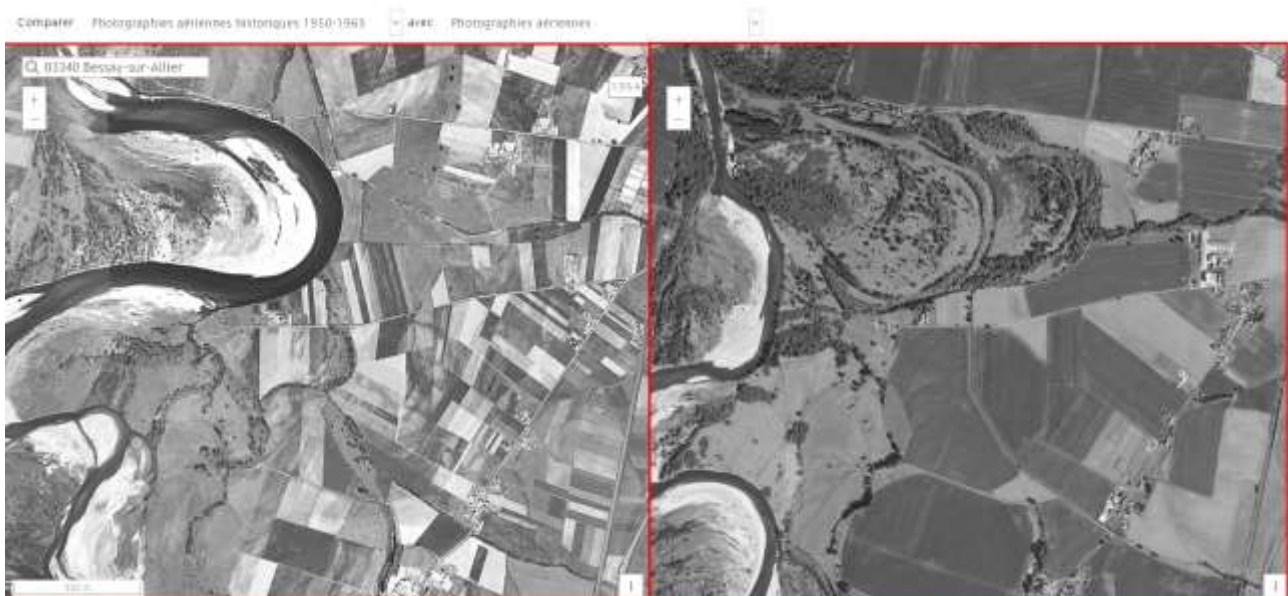 Comparer Photographies aériennes historiques 1950-1965 avec Photographies aériennes
03340 Bessay-sur-Allier
+
−
+
−
i
i